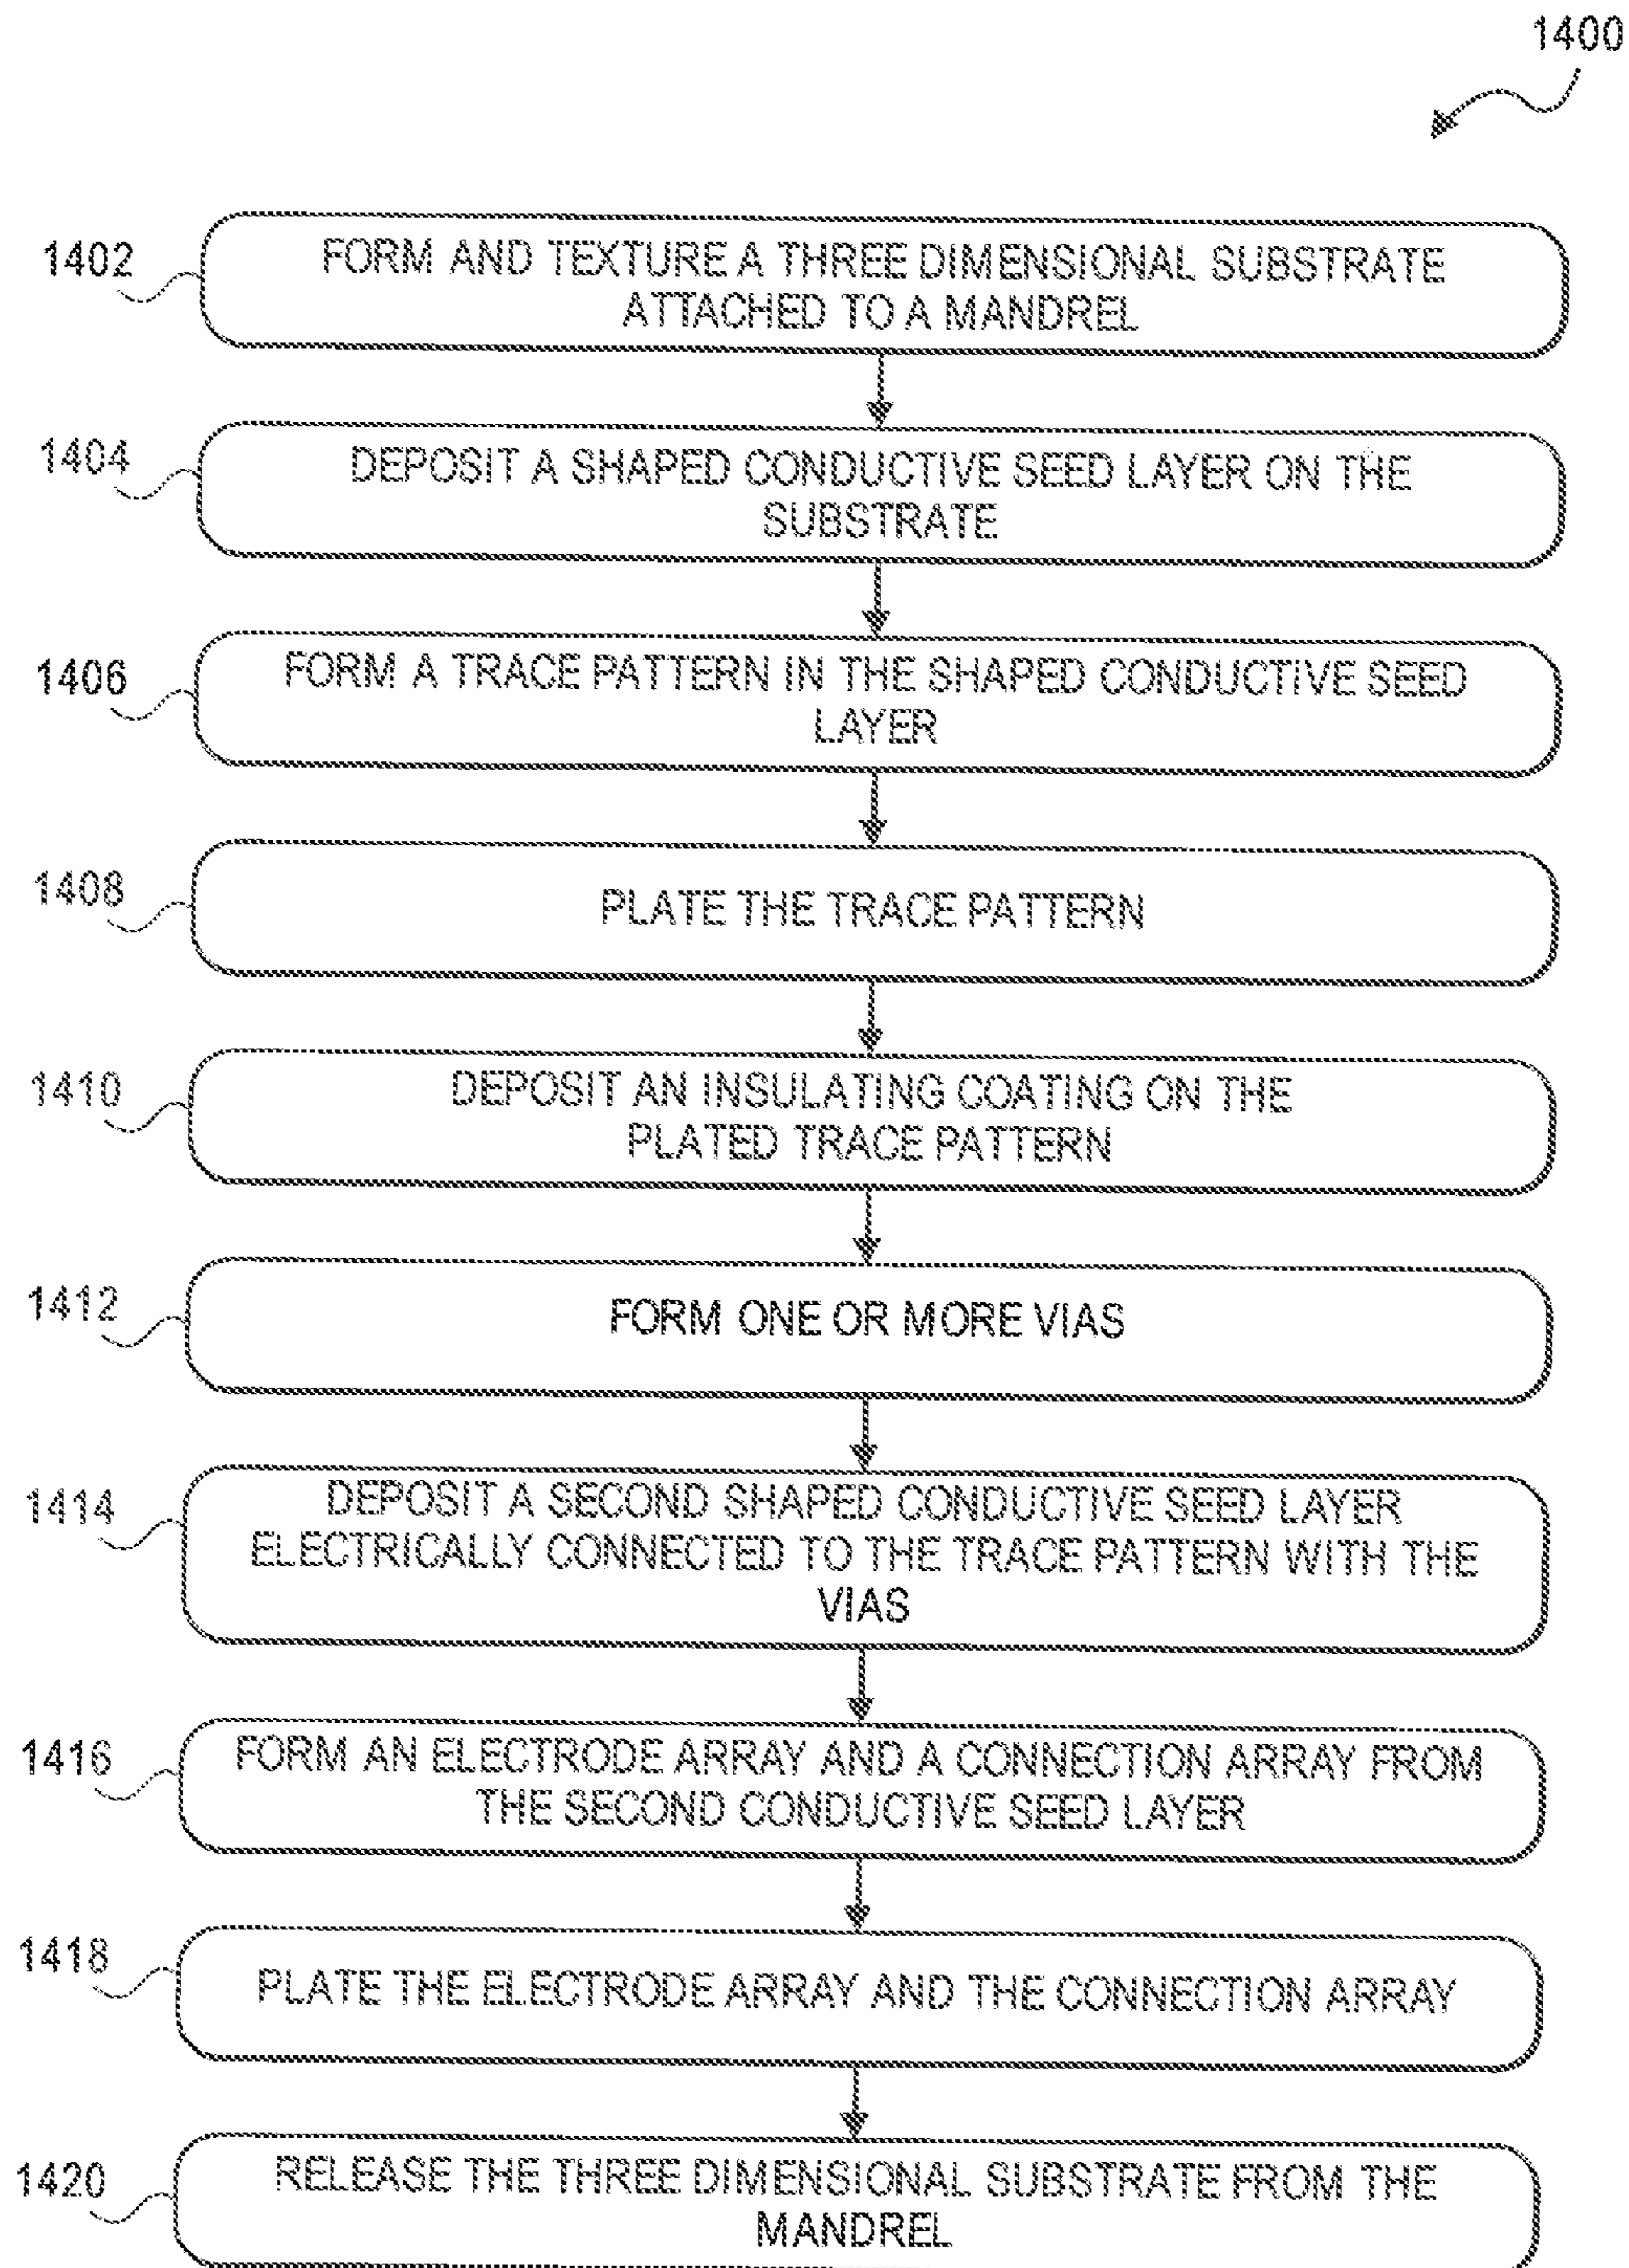 1400
1402
FORM AND TEXTURE A THREE DIMENSIONAL SUBSTRATE
ATTACHED TO A MANDREL
1404
DEPOSIT A SHAPED CONDUCTIVE SEED LAYER ON THE
SUBSTRATE
1406
FORM A TRACE PATTERN IN THE SHAPED CONDUCTIVE SEED
LAYER
1408
PLATE THE TRACE PATTERN
1410
DEPOSIT AN INSULATING COATING ON THE
PLATED TRACE PATTERN
1412
FORM ONE OR MORE VIAS
1414
DEPOSIT A SECOND SHAPED CONDUCTIVE SEED LAYER
ELECTRICALLY CONNECTED TO THE TRACE PATTERN WITH THE
VIAS
1416
FORM AN ELECTRODE ARRAY AND A CONNECTION ARRAY FROM
THE SECOND CONDUCTIVE SEED LAYER
1418
PLATE THE ELECTRODE ARRAY AND THE CONNECTION ARRAY
1420
RELEASE THE THREE DIMENSIONAL SUBSTRATE FROM THE
MANDREL